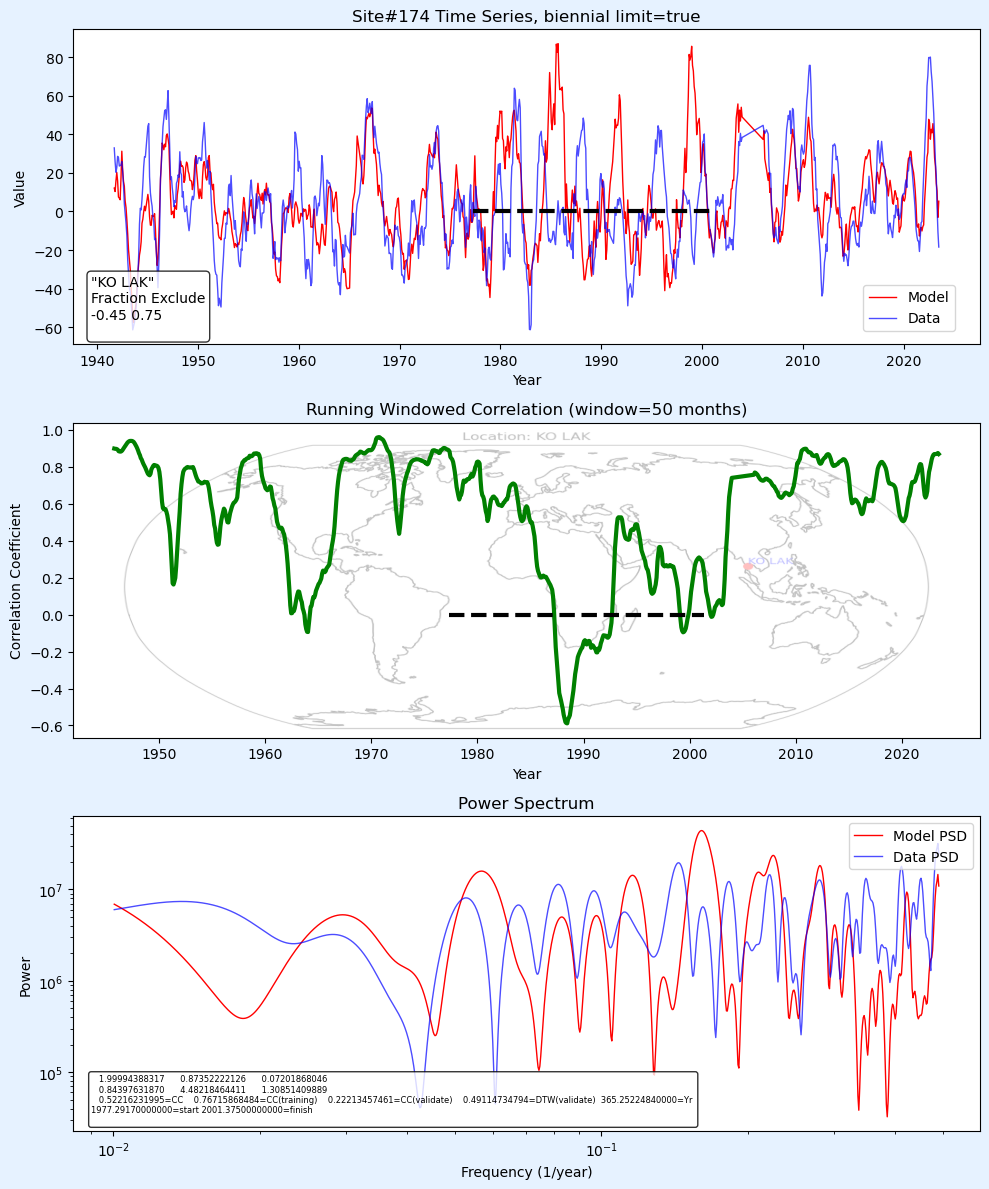 Site#174 Time Series, biennial limit=true
Value
80
60
40
20
0
−20
−40
−60
"KO LAK"
Fraction Exclude
-0.45 0.75
Model
Data
1940 1950 1960 1970 1980 1990 2000 2010 2020
Year
Running Windowed Correlation (window=50 months)
Location: KO LAK
Correlation Coefficient
1.0
0.8
0.6
0.4
0.2
0.0
−0.2
−0.4
−0.6
KO LAK
1950 1960 1970 1980 1990 2000 2010 2020
Year
Power Spectrum
Model PSD
Data PSD
Power
10^7
10^6
10^5
1.99994388317 0.87352222126 0.07201868046
0.84397631870 4.48218464411 1.30851409889
0.52216231995=CC 0.76715868484=CC(training) 0.22213457461=CC(validate) 0.49114734794=DTW(validate) 365.25224840000=Yr
1977.29170000000=start 2001.37500000000=finish
10^−2 10^−1
Frequency (1/year)